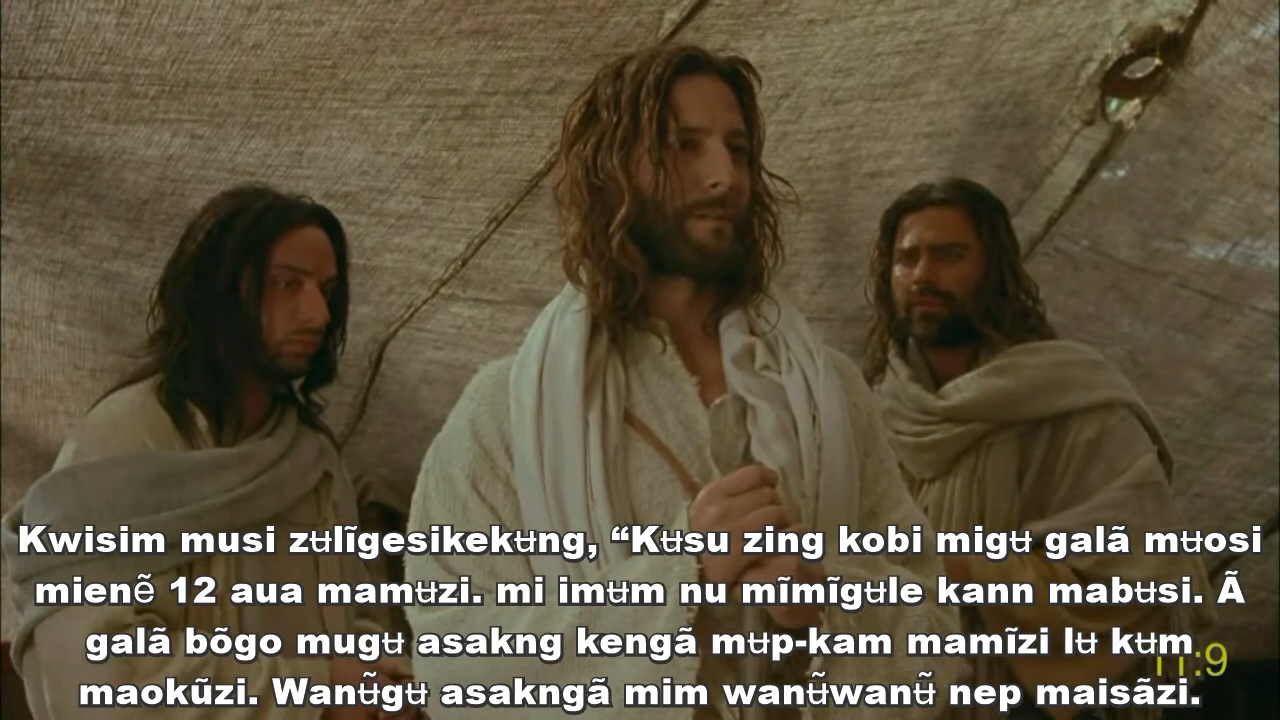 Kwisim musi zʉlĩgesikekʉng, “Kʉsu zing kobi migʉ galã mʉosi
mienẽ 12 aua mamʉzi. mi imʉm nu mĩmĩgʉle kann mabʉsi. Ã
galã bõgo mugʉ asakng kengã mʉp-kam mamĩzi lʉ kʉm
11:9
maokũzi. Wanʉ̃gʉ asakngã mim wanʉ̃wanʉ̃ nep maisãzi.